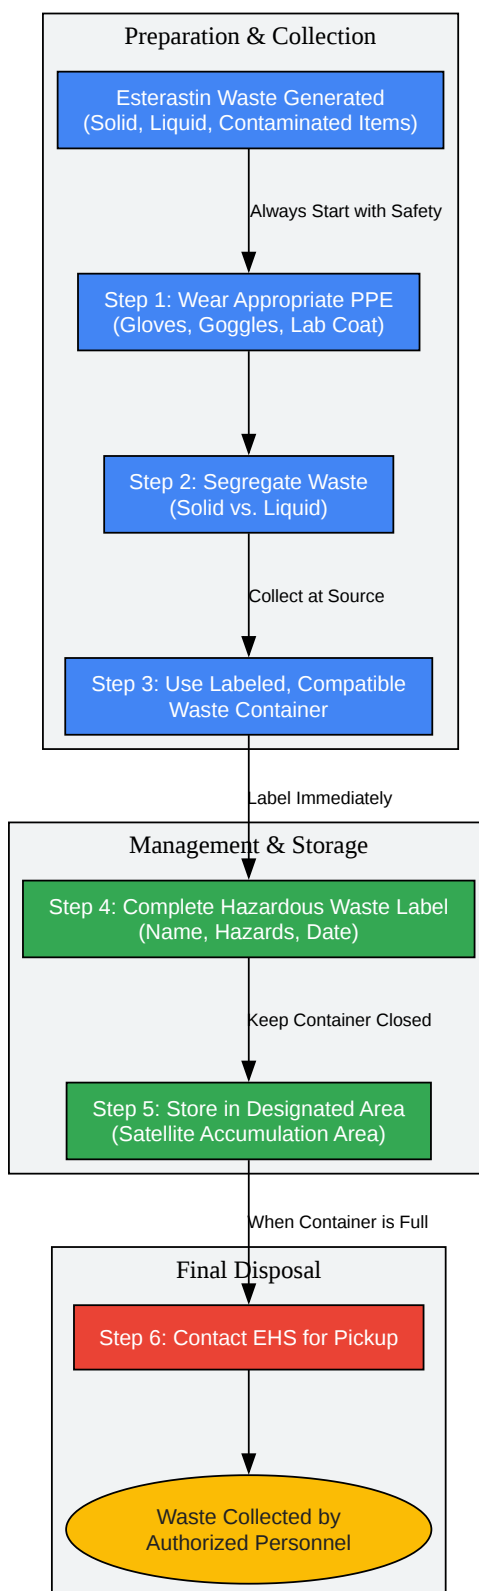 Preparation & Collection
Esterastin Waste Generated
(Solid, Liquid, Contaminated Items)
Always Start with Safety
Step 1: Wear Appropriate PPE
(Gloves, Goggles, Lab Coat)
Step 2: Segregate Waste
(Solid vs. Liquid)
Collect at Source
Step 3: Use Labeled, Compatible
Waste Container
Label Immediately
Management & Storage
Step 4: Complete Hazardous Waste Label
(Name, Hazards, Date)
Keep Container Closed
Step 5: Store in Designated Area
(Satellite Accumulation Area)
When Container is Full
Final Disposal
Step 6: Contact EHS for Pickup
Waste Collected by
Authorized Personnel